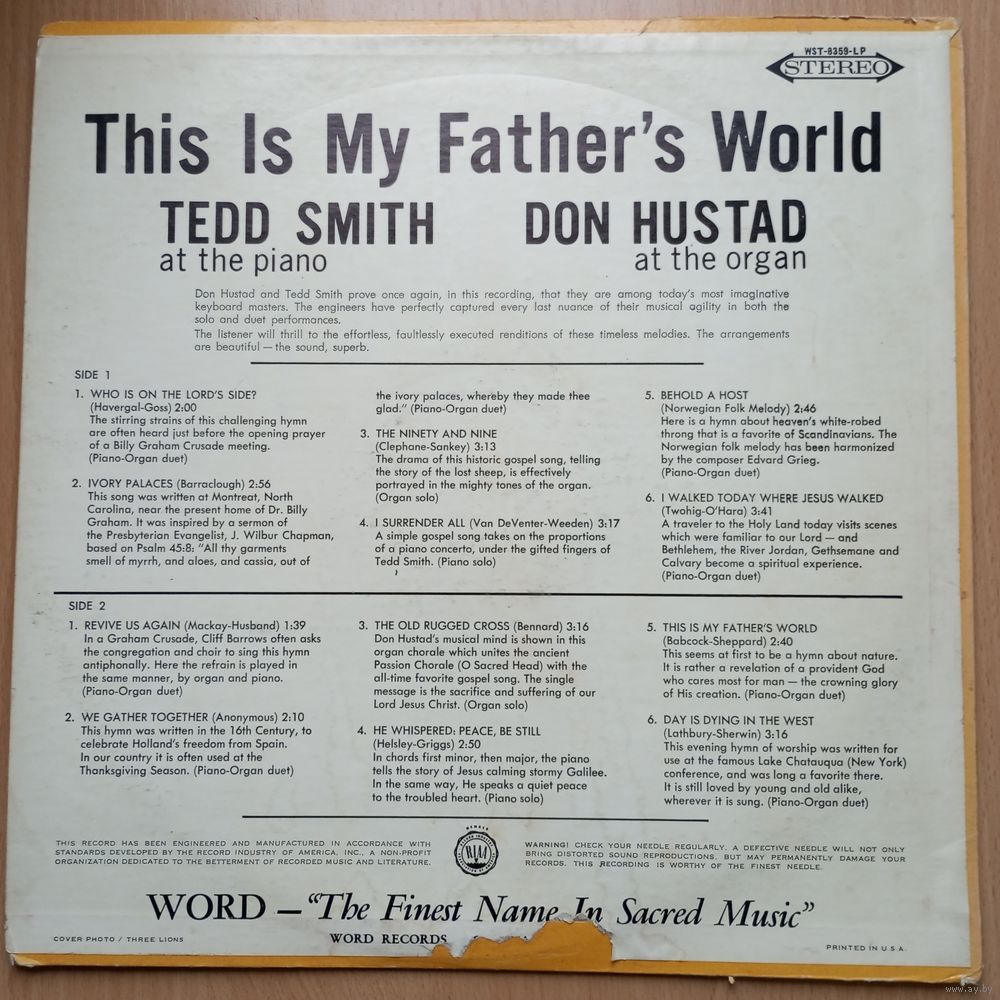 WST-8359-LP
STEREO
This Is My Father's World
TEDD SMITH
at the piano
DON HUSTAD
at the organ
Don Hustad and Tedd Smith prove once again, in this recording, that they are among today's most imaginative
keyboard masters. The engineers have perfectly captured every last nuance of their musical agility in both the
solo and duet performances.
The listener will thrill to the effortless, faultlessly executed renditions of these timeless melodies. The arrangements
are beautiful — the sound, superb.
SIDE 1
1. WHO IS ON THE LORD'S SIDE?
(Havergal-Goss) 2:00
The stirring strains of this challenging hymn
are often heard just before the opening prayer
of a Billy Graham Crusade meeting.
(Piano-Organ duet)
2. IVORY PALACES (Barraclough) 2:56
This song was written at Montreat, North
Carolina, near the present home of Dr. Billy
Graham. It was inspired by a sermon of
the Presbyterian Evangelist, J. Wilbur Chapman,
based on Psalm 45:8: "All thy garments
smell of myrrh, and aloes, and cassia, out of
the ivory palaces, whereby they made thee
glad." (Piano-Organ duet)
3. THE NINETY AND NINE
(Clephane-Sankey) 3:13
The drama of this historic gospel song, telling
the story of the lost sheep, is effectively
portrayed in the mighty tones of the organ.
(Organ solo)
4. I SURRENDER ALL (Van DeVenter-Weeden) 3:17
A simple gospel song takes on the proportions
of a piano concerto, under the gifted fingers of
Tedd Smith. (Piano solo)
5. BEHOLD A HOST
(Norwegian Folk Melody) 2:46
Here is a hymn about heaven's white-robed
throng that is a favorite of Scandinavians. The
Norwegian folk melody has been harmonized
by the composer Edvard Grieg.
(Piano-Organ duet)
6. I WALKED TODAY WHERE JESUS WALKED
(Twohig-O'Hara) 3:41
A traveler to the Holy Land today visits scenes
which were familiar to our Lord — and
Bethlehem, the River Jordan, Gethsemane and
Calvary become a spiritual experience.
(Piano-Organ duet)
SIDE 2
1. REVIVE US AGAIN (Mackay-Husband) 1:39
In a Graham Crusade, Cliff Barrows often asks
the congregation and choir to sing this hymn
antiphonally. Here the refrain is played in
the same manner, by organ and piano.
(Piano-Organ duet)
2. WE GATHER TOGETHER (Anonymous) 2:10
This hymn was written in the 16th Century, to
celebrate Holland's freedom from Spain.
In our country it is often used at the
Thanksgiving Season. (Piano-Organ duet)
3. THE OLD RUGGED CROSS (Bennard) 3:16
Don Hustad's musical mind is shown in this
organ chorale which unites the ancient
Passion Chorale (O Sacred Head) with the
all-time favorite gospel song. The single
message is the sacrifice and suffering of our
Lord Jesus Christ. (Organ solo)
4. HE WHISPERED: PEACE, BE STILL
(Helsley-Griggs) 2:50
In chords first minor, then major, the piano
tells the story of Jesus calming stormy Galilee.
In the same way, He speaks a quiet peace
to the troubled heart. (Piano solo)
5. THIS IS MY FATHER'S WORLD
(Babcock-Sheppard) 2:40
This seems at first to be a hymn about nature.
It is rather a revelation of a provident God
who cares most for man — the crowning glory
of His creation. (Piano-Organ duet)
6. DAY IS DYING IN THE WEST
(Lathbury-Sherwin) 3:16
This evening hymn of worship was written for
use at the famous Lake Chatauqua (New York)
conference, and was long a favorite there.
It is still loved by young and old alike,
wherever it is sung. (Piano-Organ duet)
THIS RECORD HAS BEEN ENGINEERED AND MANUFACTURED IN ACCORDANCE WITH
STANDARDS DEVELOPED BY THE RECORD INDUSTRY OF AMERICA, INC., A NON-PROFIT
ORGANIZATION DEDICATED TO THE BETTERMENT OF RECORDED MUSIC AND LITERATURE.
MEMBER
RIAA
WARNING! CHECK YOUR NEEDLE REGULARLY. A DEFECTIVE NEEDLE WILL NOT ONLY
BRING DISTORTED SOUND REPRODUCTIONS, BUT MAY PERMANENTLY DAMAGE YOUR
RECORDS. THIS RECORDING IS WORTHY OF THE FINEST NEEDLE.
WORD — "The Finest Name In Sacred Music"
COVER PHOTO / THREE LIONS
WORD RECORDS
PRINTED IN U.S.A.
www.ay.by